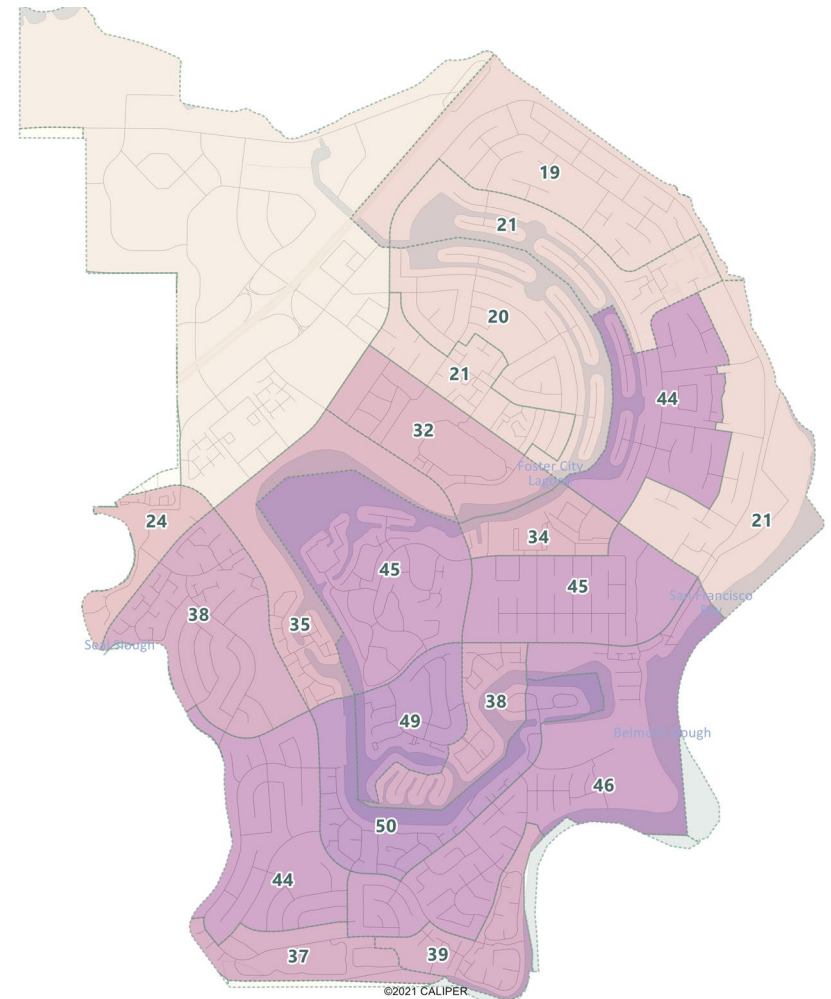 19
21
20
21
44
32
Foster City
Lagoon
24
34
21
45
45
San Francisco
Bay
38
35
Seal Slough
38
49
Belmont Slough
46
50
44
37
39
©2021 CALIPER